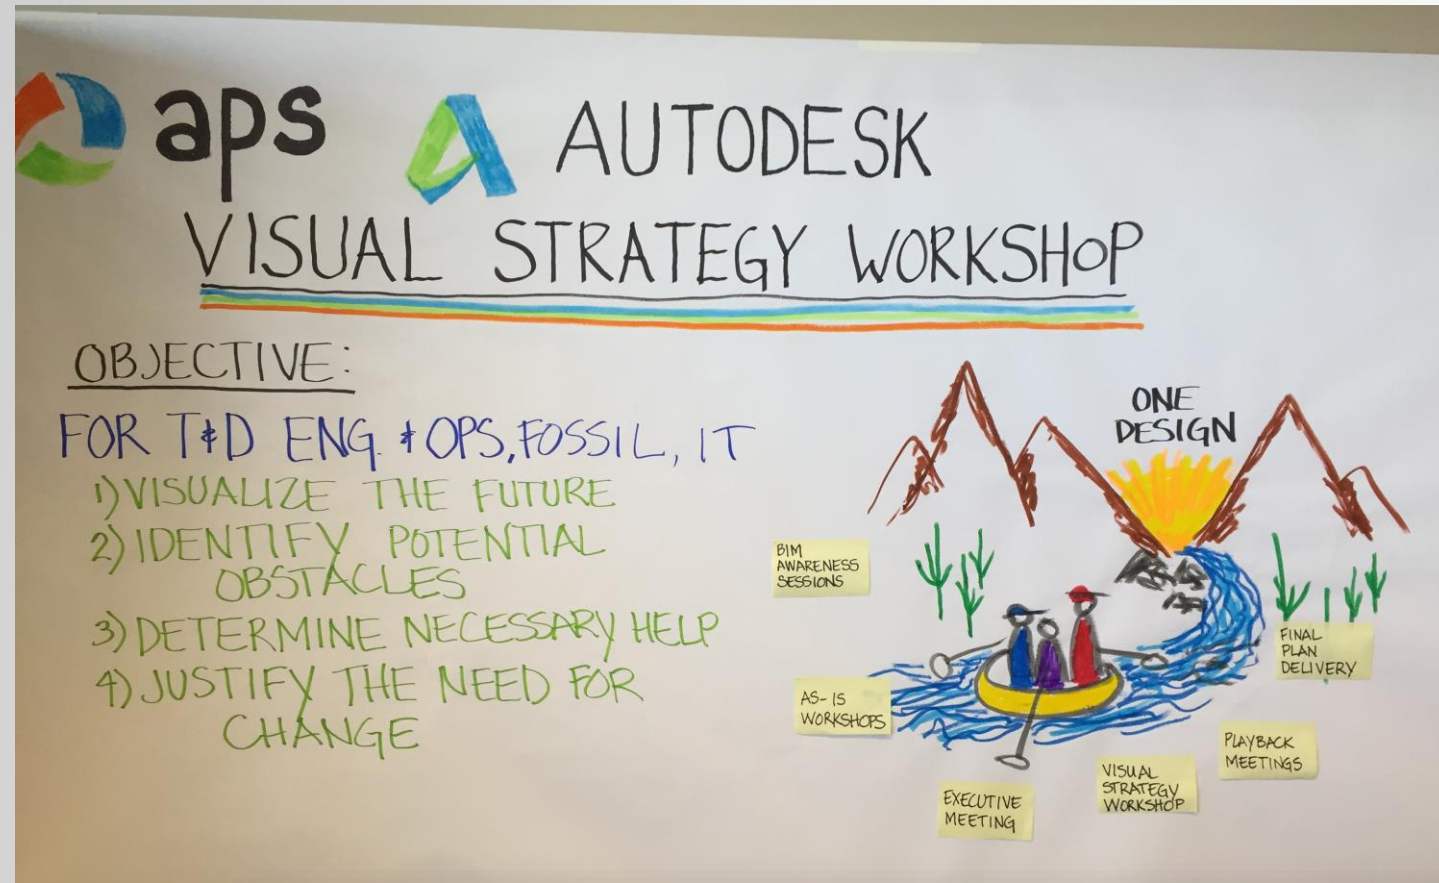 aps AUTODESK
VISUAL STRATEGY WORKSHOP
OBJECTIVE:
FOR T&D ENG. & OPS, FOSSIL, IT
1) VISUALIZE THE FUTURE
2) IDENTIFY POTENTIAL
OBSTACLES
3) DETERMINE NECESSARY HELP
4) JUSTIFY THE NEED FOR
CHANGE
ONE
DESIGN
BIM
AWARENESS
SESSIONS
AS-IS
WORKSHOPS
EXECUTIVE
MEETING
VISUAL
STRATEGY
WORKSHOP
PLAYBACK
MEETINGS
FINAL
PLAN
DELIVERY